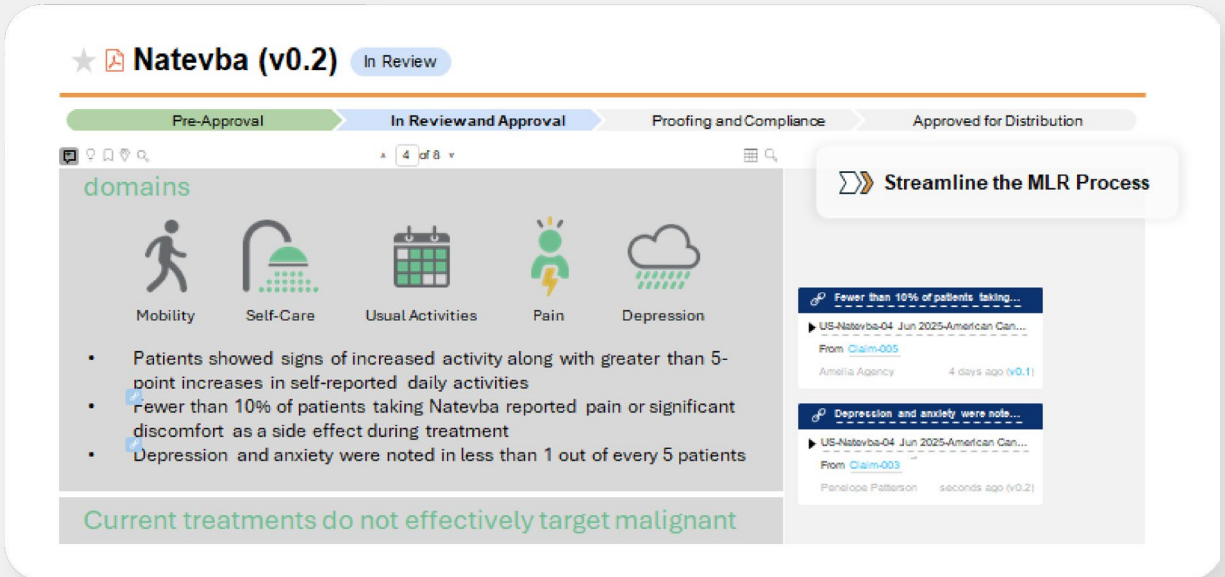 Natevba (v0.2) In Review
Pre-Approval In Review and Approval Proofing and Compliance Approved for Distribution
4 of 8
Streamline the MLR Process
domains
Mobility Self-Care Usual Activities Pain Depression
• Patients showed signs of increased activity along with greater than 5-
point increases in self-reported daily activities
• Fewer than 10% of patients taking Natevba reported pain or significant
discomfort as a side effect during treatment
• Depression and anxiety were noted in less than 1 out of every 5 patients
Current treatments do not effectively target malignant
Fewer than 10% of patients taking...
US-Natevba-04 Jun 2025-American Can...
From Claim-005
Amelia Agency 4 days ago (v0.1)
Depression and anxiety were note...
US-Natevba-04 Jun 2025-American Can...
From Claim-003
Penelope Patterson seconds ago (v0.2)